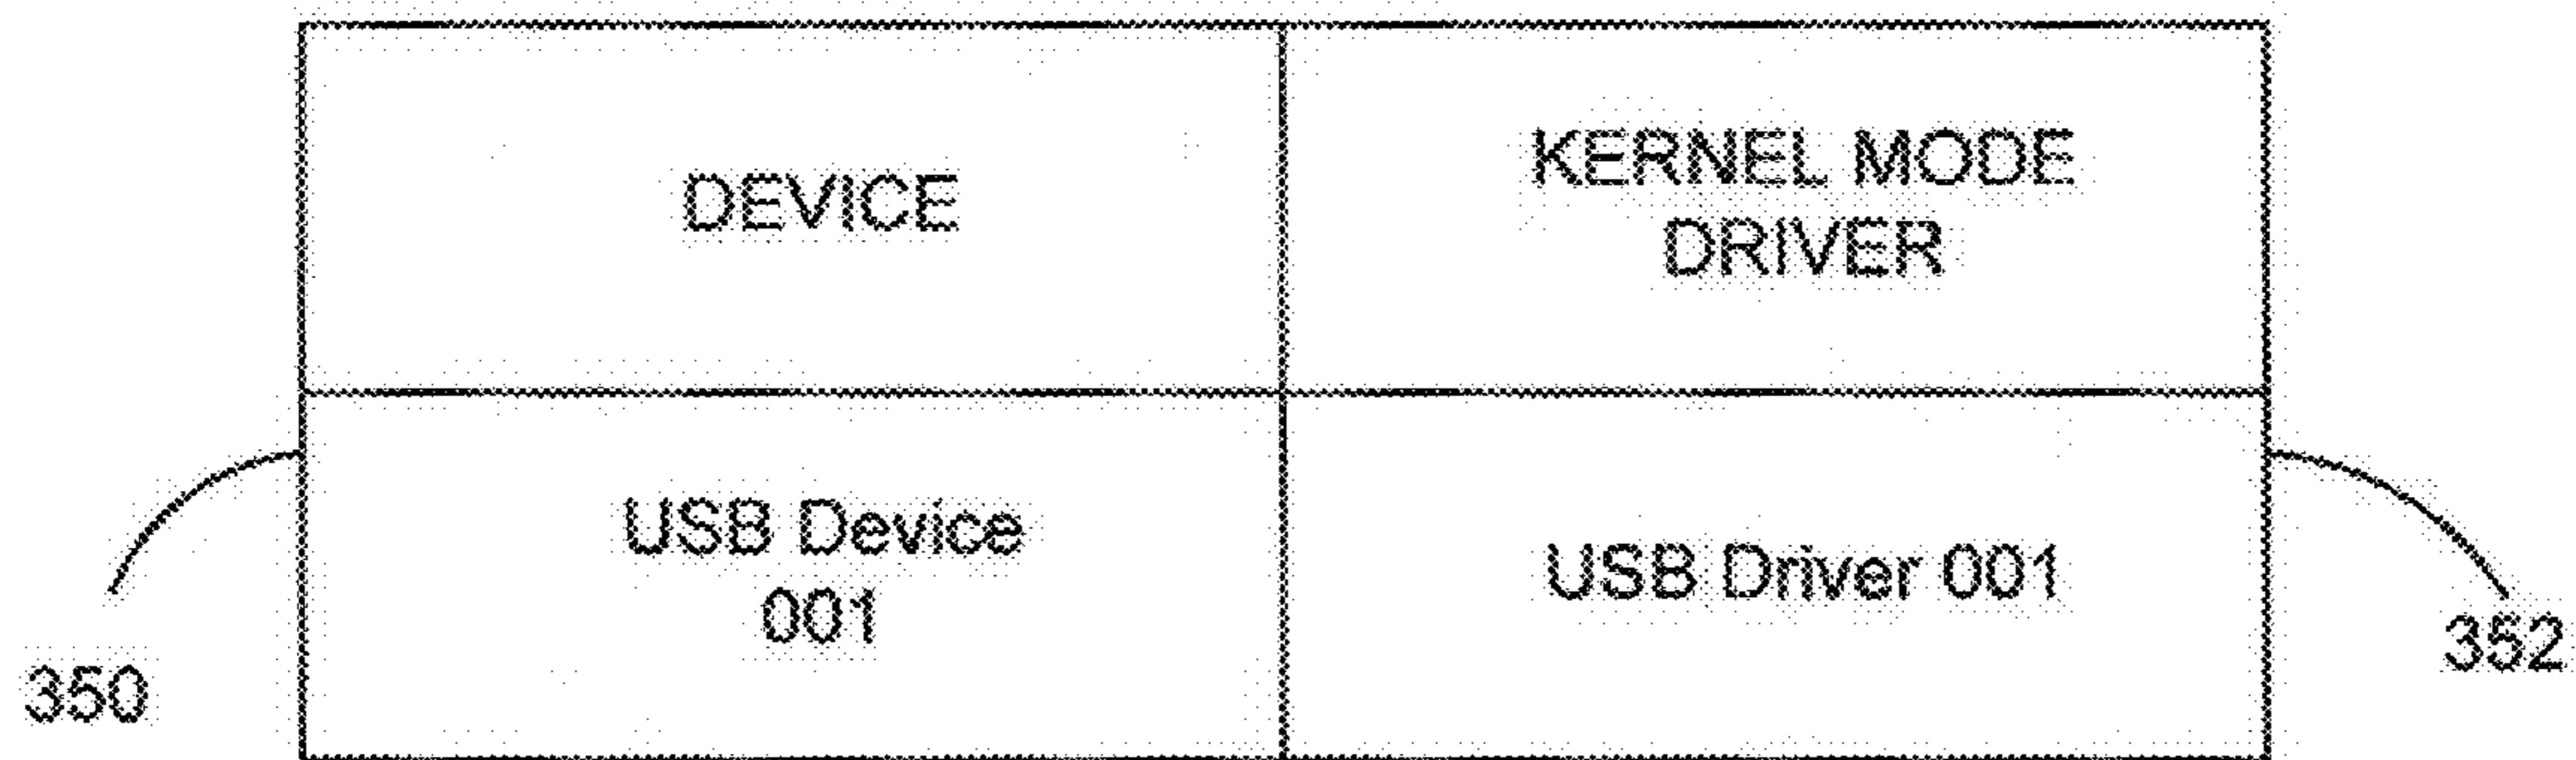 DEVICE
KERNEL MODE
DRIVER
USB Device
001
USB Driver 001
350
352